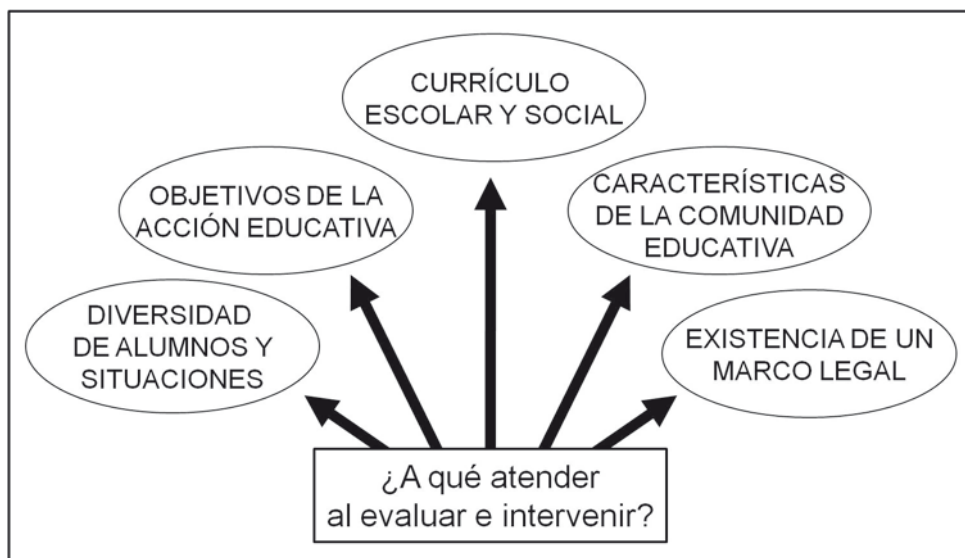 CURRÍCULO
ESCOLAR Y SOCIAL
OBJETIVOS DE LA
ACCIÓN EDUCATIVA
CARACTERÍSTICAS
DE LA COMUNIDAD
EDUCATIVA
DIVERSIDAD
DE ALUMNOS Y
SITUACIONES
EXISTENCIA DE UN
MARCO LEGAL
¿A qué atender
al evaluar e intervenir?